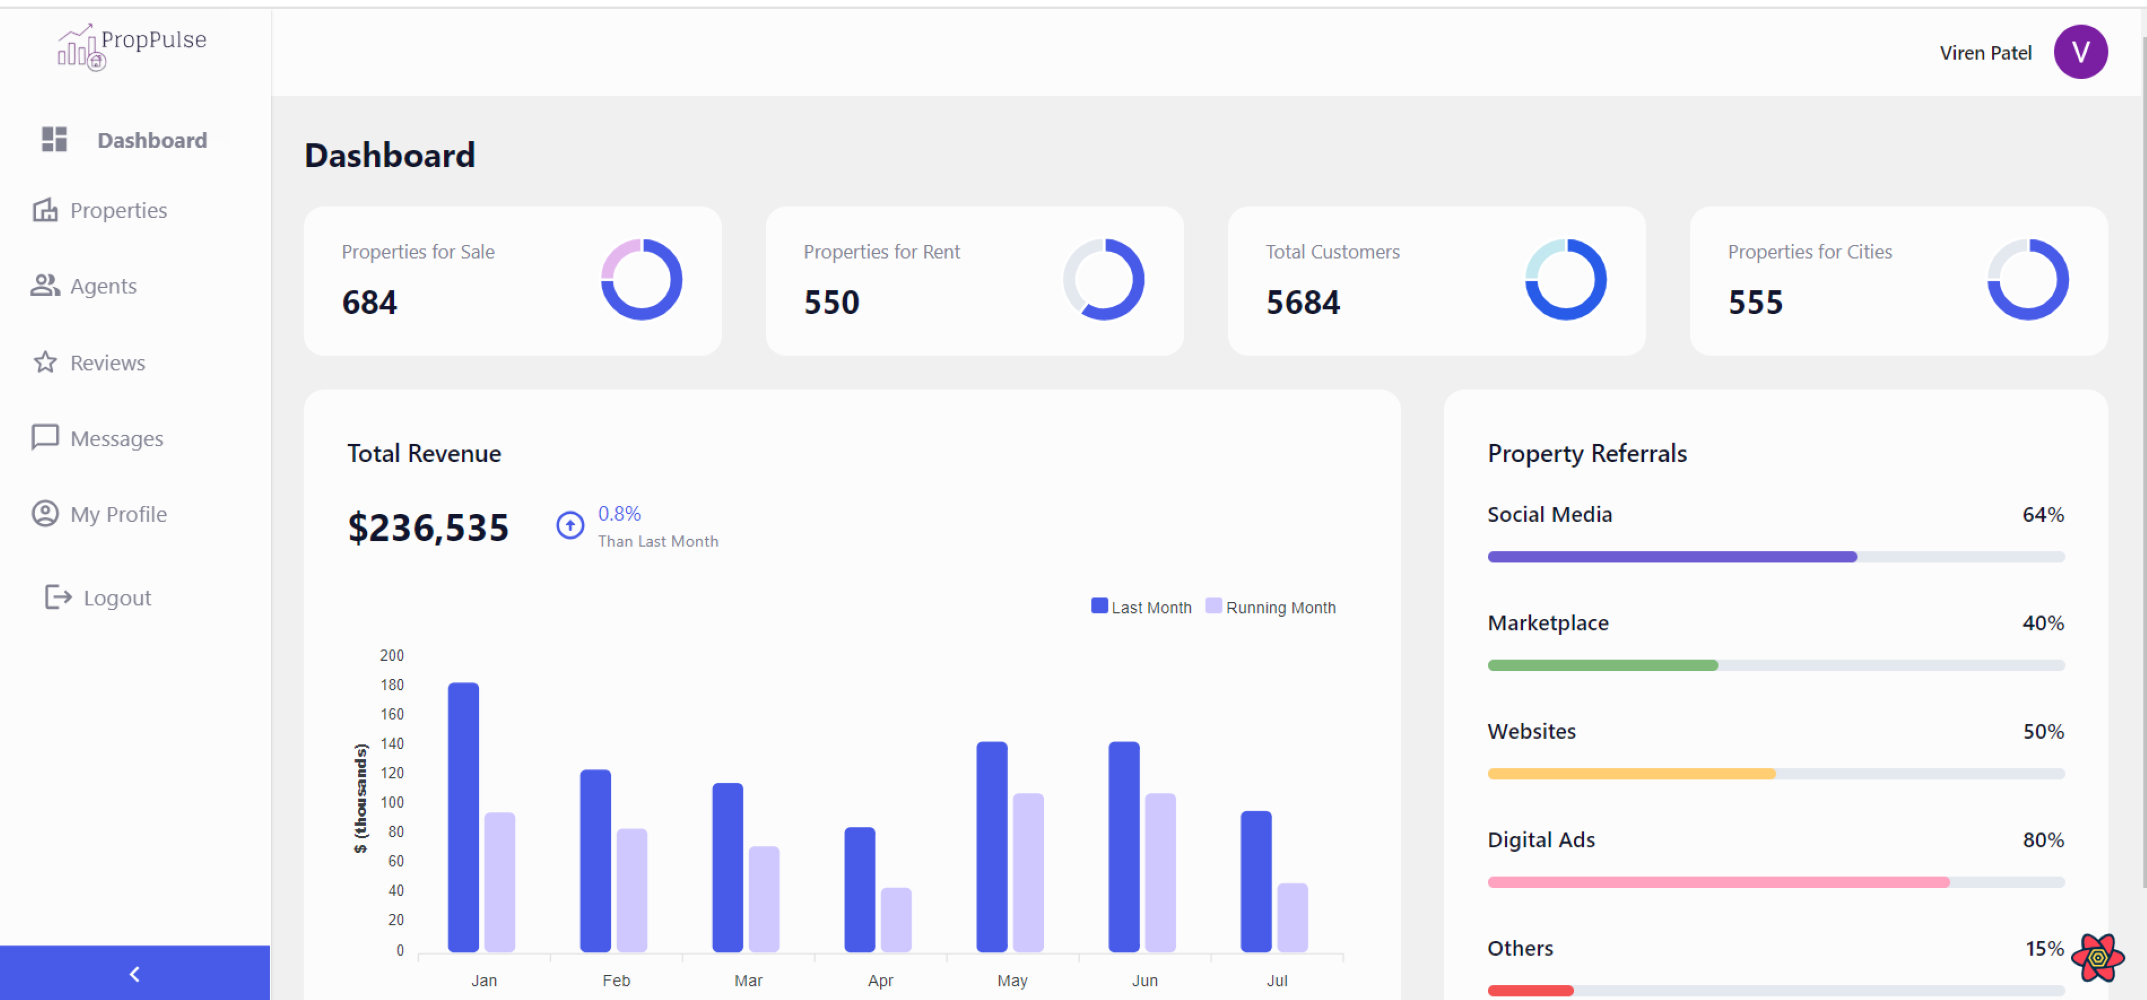 PropPulse
Viren Patel
V
Dashboard
Properties
Agents
Reviews
Messages
My Profile
Logout
Dashboard
Properties for Sale
684
Properties for Rent
550
Total Customers
5684
Properties for Cities
555
Total Revenue
$236,535
0.8%
Than Last Month
Last Month
Running Month
$ (thousands)
200
180
160
140
120
100
80
60
40
20
0
Jan
Feb
Mar
Apr
May
Jun
Jul
Property Referrals
Social Media 64%
Marketplace 40%
Websites 50%
Digital Ads 80%
Others 15%